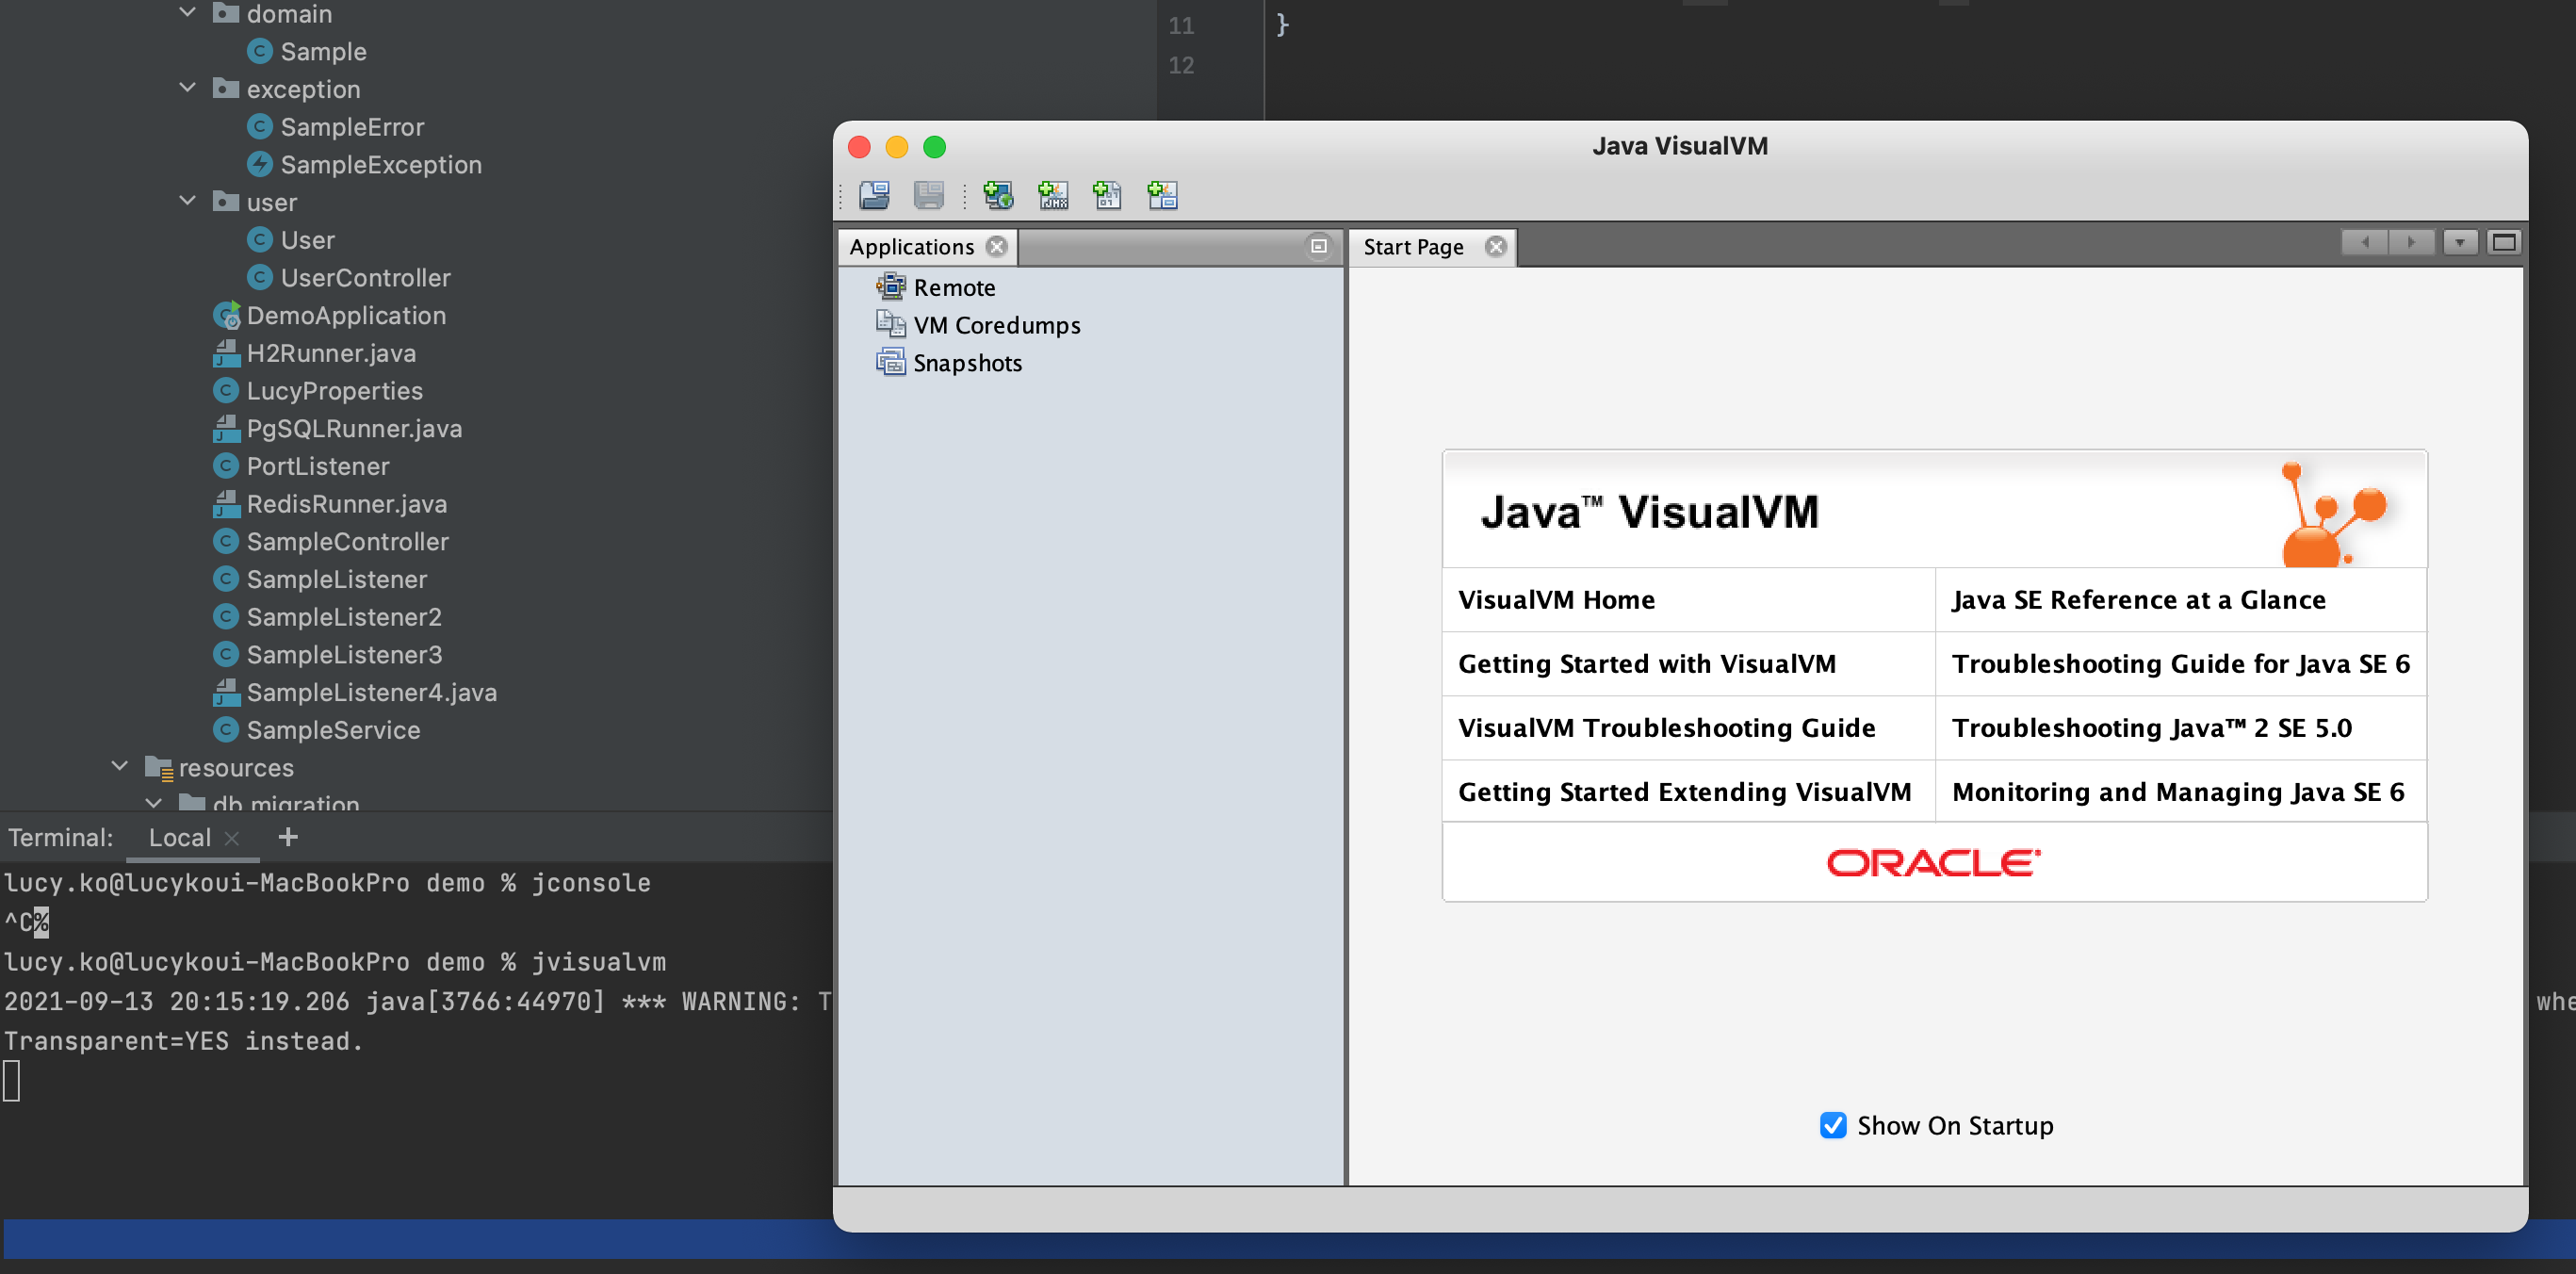 domain
Sample
exception
SampleError
SampleException
user
User
UserController
DemoApplication
H2Runner.java
LucyProperties
PgSQLRunner.java
PortListener
RedisRunner.java
SampleController
SampleListener
SampleListener2
SampleListener3
SampleListener4.java
SampleService
resources
db.migration
11 }
12
Java VisualVM
Applications
Start Page
Remote
VM Coredumps
Snapshots
Java™ VisualVM
VisualVM Home
Java SE Reference at a Glance
Getting Started with VisualVM
Troubleshooting Guide for Java SE 6
VisualVM Troubleshooting Guide
Troubleshooting Java™ 2 SE 5.0
Getting Started Extending VisualVM
Monitoring and Managing Java SE 6
ORACLE
Show On Startup
Terminal: Local +
lucy.ko@lucykoui-MacBookPro demo % jconsole
^C%
lucy.ko@lucykoui-MacBookPro demo % jvisualvm
2021-09-13 20:15:19.206 java[3766:44970] *** WARNING: T whe
Transparent=YES instead.